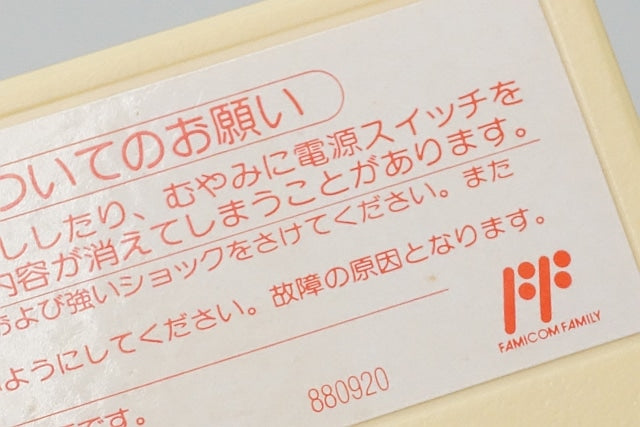 ついてのお願い
ししたり、むやみに電源スイッチを
内容が消えてしまうことがあります。
および強いショックをさけてください。また
ようにしてください。故障の原因となります。
です。
880920
FAMICOM FAMILY